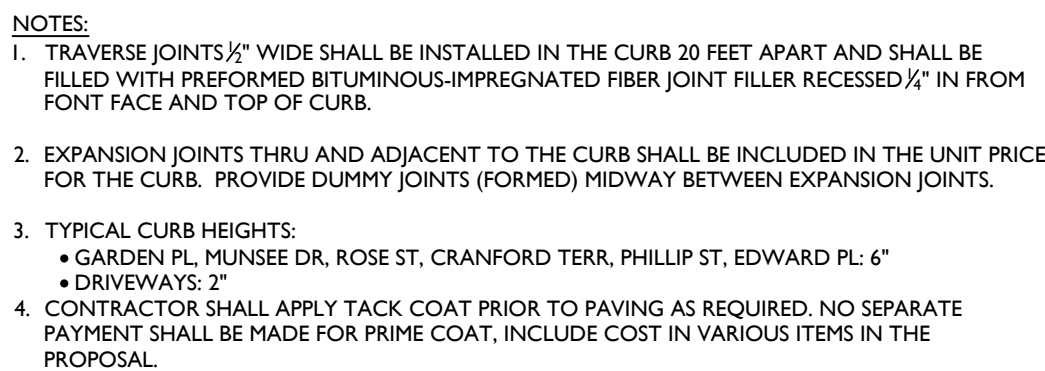 NOTES:
1. TRAVERSE JOINTS ½" WIDE SHALL BE INSTALLED IN THE CURB 20 FEET APART AND SHALL BE
FILLED WITH PREFORMED BITUMINOUS-IMPREGNATED FIBER JOINT FILLER RECESSED ¼" IN FROM
FONT FACE AND TOP OF CURB.
2. EXPANSION JOINTS THRU AND ADJACENT TO THE CURB SHALL BE INCLUDED IN THE UNIT PRICE
FOR THE CURB. PROVIDE DUMMY JOINTS (FORMED) MIDWAY BETWEEN EXPANSION JOINTS.
3. TYPICAL CURB HEIGHTS:
• GARDEN PL, MUNSEE DR, ROSE ST, CRANFORD TERR, PHILLIP ST, EDWARD PL: 6"
• DRIVEWAYS: 2"
4. CONTRACTOR SHALL APPLY TACK COAT PRIOR TO PAVING AS REQUIRED. NO SEPARATE
PAYMENT SHALL BE MADE FOR PRIME COAT, INCLUDE COST IN VARIOUS ITEMS IN THE
PROPOSAL.